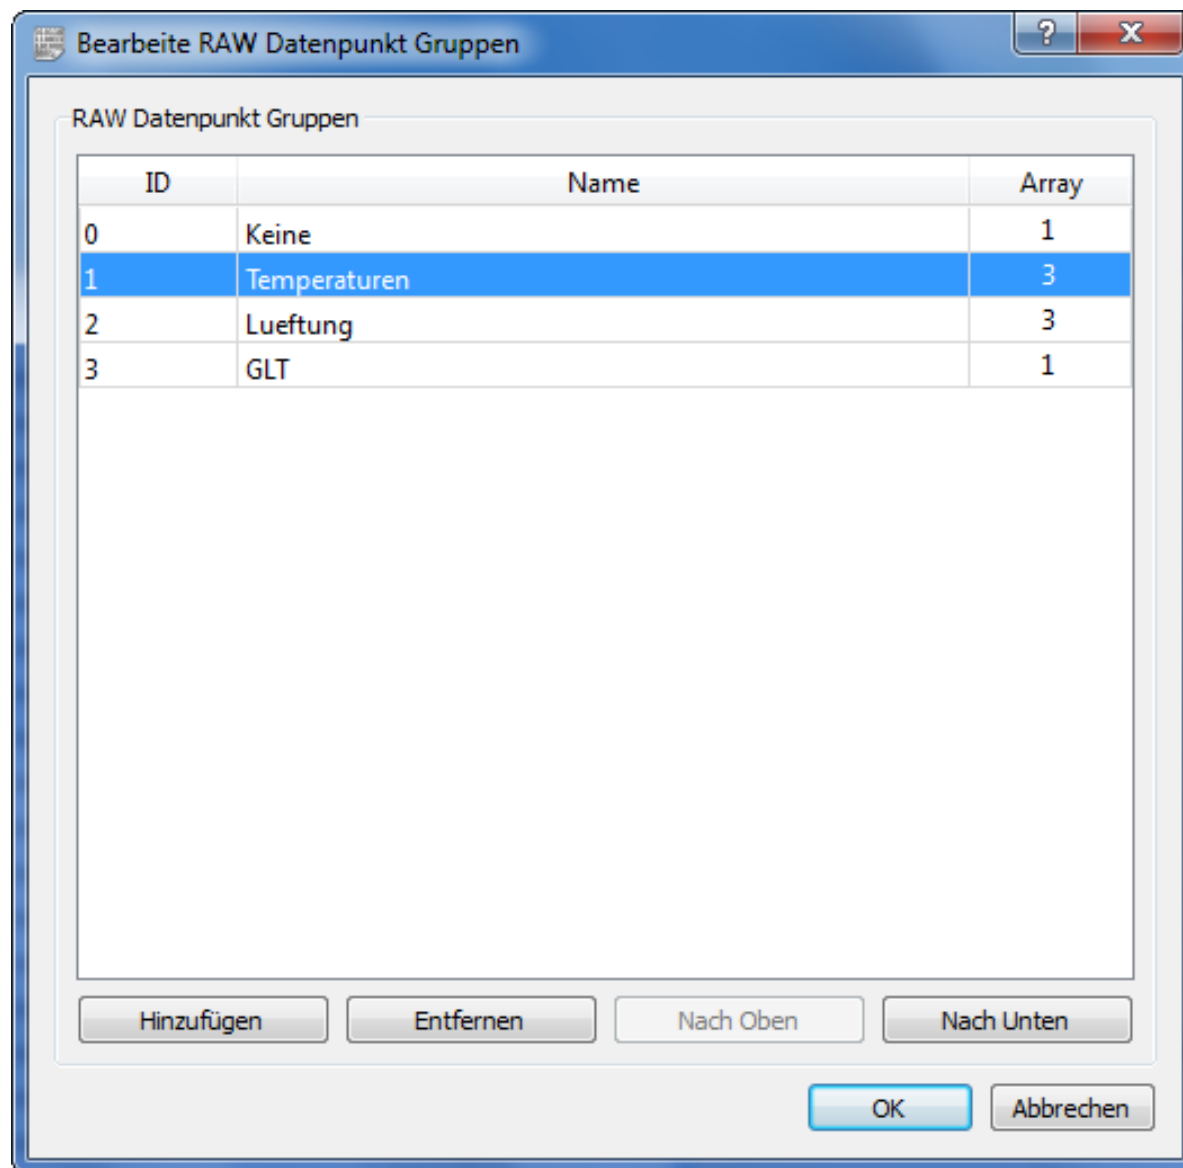 Bearbeite RAW Datenpunkt Gruppen ? X
RAW Datenpunkt Gruppen
ID Name Array
0 Keine 1
1 Temperaturen 3
2 Lueftung 3
3 GLT 1
Hinzufügen Entfernen Nach Oben Nach Unten
OK Abbrechen